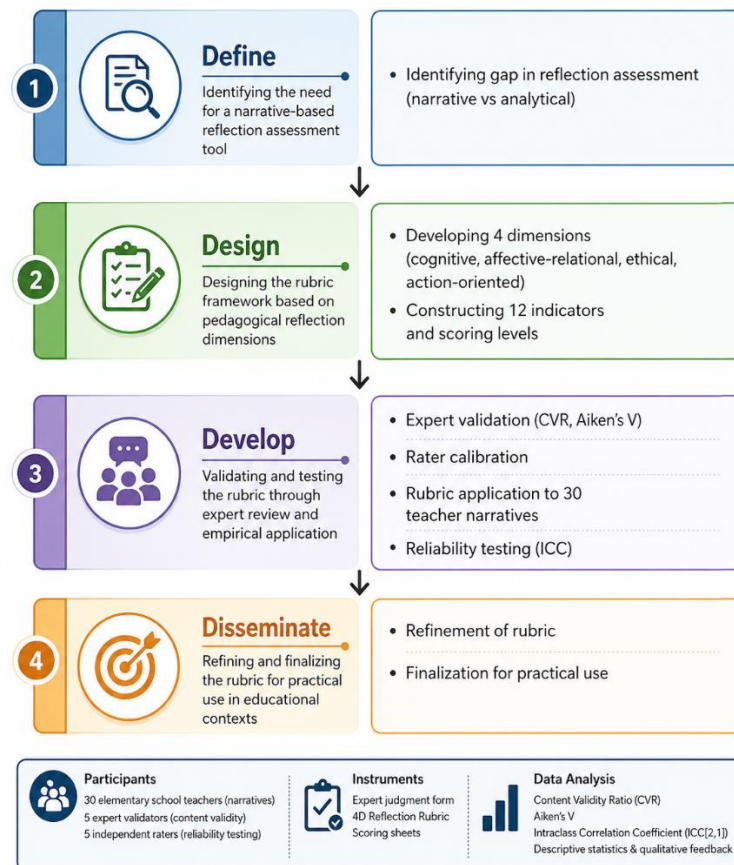 1
Define
Identifying the need
for a narrative-based
reflection assessment
tool
• Identifying gap in reflection assessment
(narrative vs analytical)
2
Design
Designing the rubric
framework based on
pedagogical reflection
dimensions
• Developing 4 dimensions
(cognitive, affective-relational, ethical,
action-oriented)
• Constructing 12 indicators
and scoring levels
3
Develop
Validating and testing
the rubric through
expert review and
empirical application
• Expert validation (CVR, Aiken's V)
• Rater calibration
• Rubric application to 30
teacher narratives
• Reliability testing (ICC)
4
Disseminate
Refining and finalizing
the rubric for practical
use in educational
contexts
• Refinement of rubric
• Finalization for practical use
Participants
30 elementary school teachers (narratives)
5 expert validators (content validity)
5 independent raters (reliability testing)
Instruments
Expert judgment form
4D Reflection Rubric
Scoring sheets
Data Analysis
Content Validity Ratio (CVR)
Aiken's V
Intraclass Correlation Coefficient (ICC[2,1])
Descriptive statistics & qualitative feedback